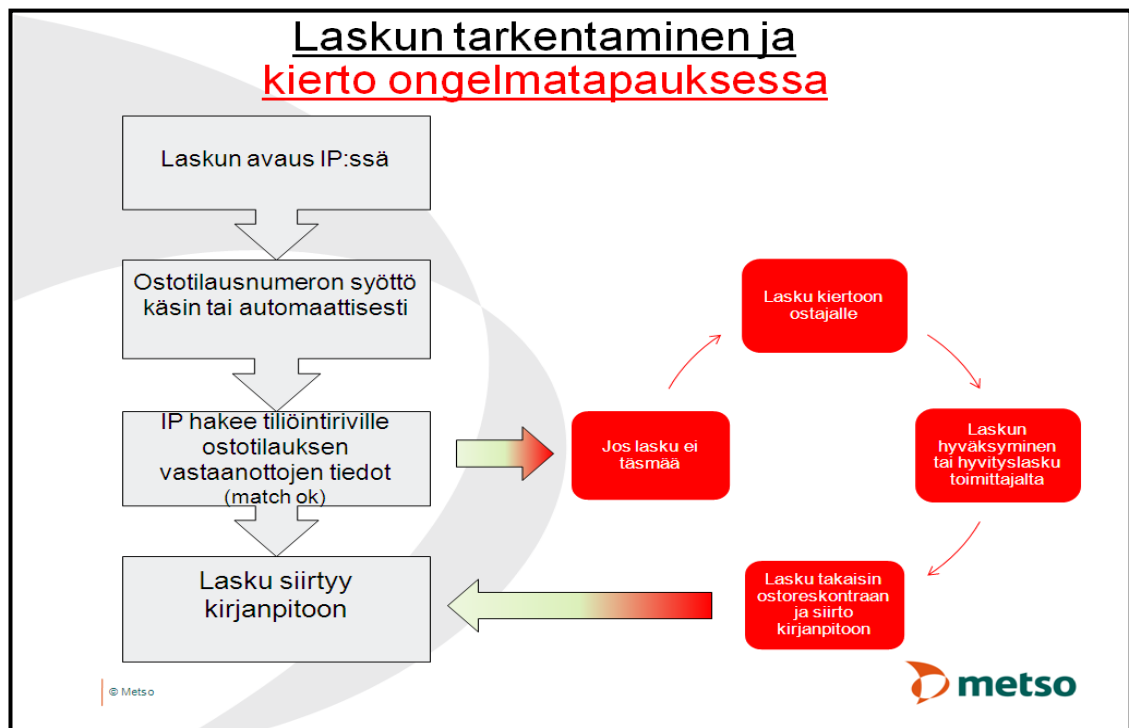 Laskun tarkentaminen ja
kierto ongelmatapauksessa
Laskun avaus IP:ssä
Ostotilausnumeron syöttö
käsin tai automaattisesti
IP hakee tiliöintiriville
ostotilauksen
vastaanottojen tiedot
(match ok)
Lasku siirtyy
kirjanpitoon
Jos lasku ei
täsmää
Lasku kiertoon
ostajalle
Laskun
hyväksyminen
tai hyvityslasku
toimittajalta
Lasku takaisin
ostoreskontraan
ja siirto
kirjanpitoon
© Metso
metso